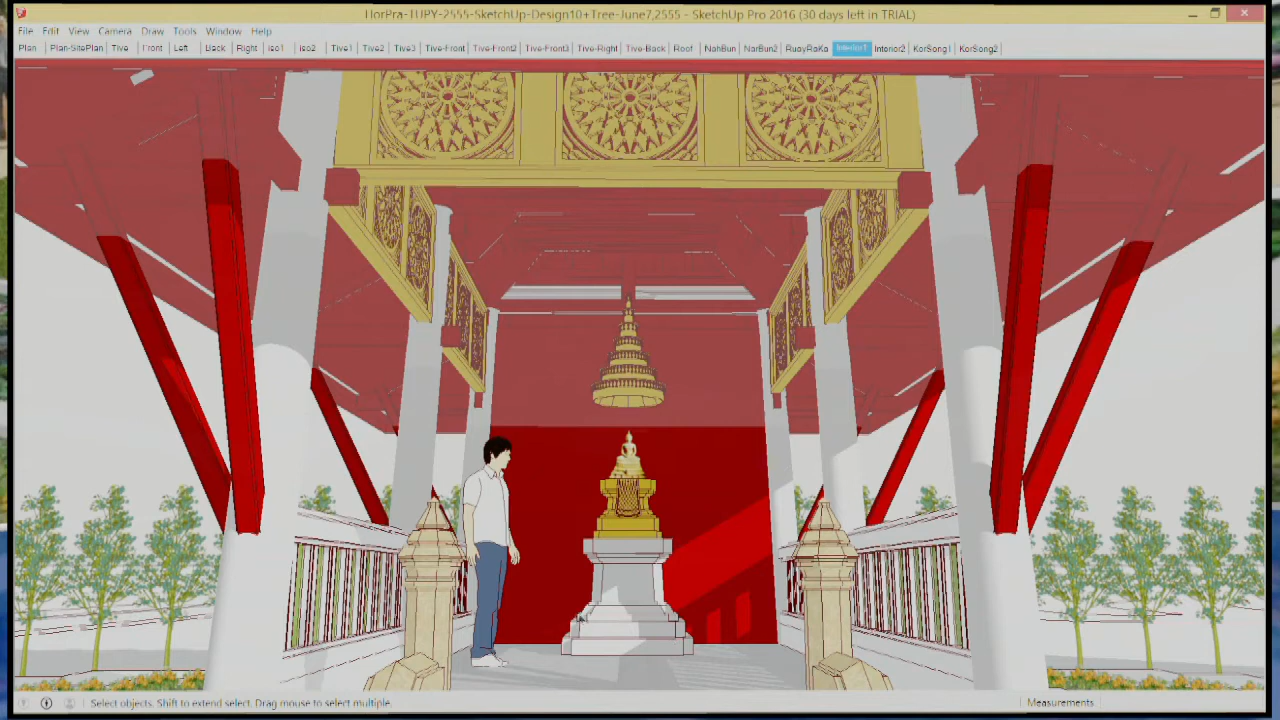 HorPra-TUPY-2555-SketchUp-Design10+Tree-June7,2555 - SketchUp Pro 2016 (30 days left in TRIAL)
File Edit View Camera Draw Tools Window Help
Plan Plan-SitePlan Tive Front Left Back Right iso1 iso2 Tive1 Tive2 Tive3 Tive-Front Tive-Front2 Tive-Front3 Tive-Right Tive-Back Roof NahBun NarBun2 RuayRaKa Interior1 Interior2 KorSong1 KorSong2
Select objects. Shift to extend select. Drag mouse to select multiple. Measurements